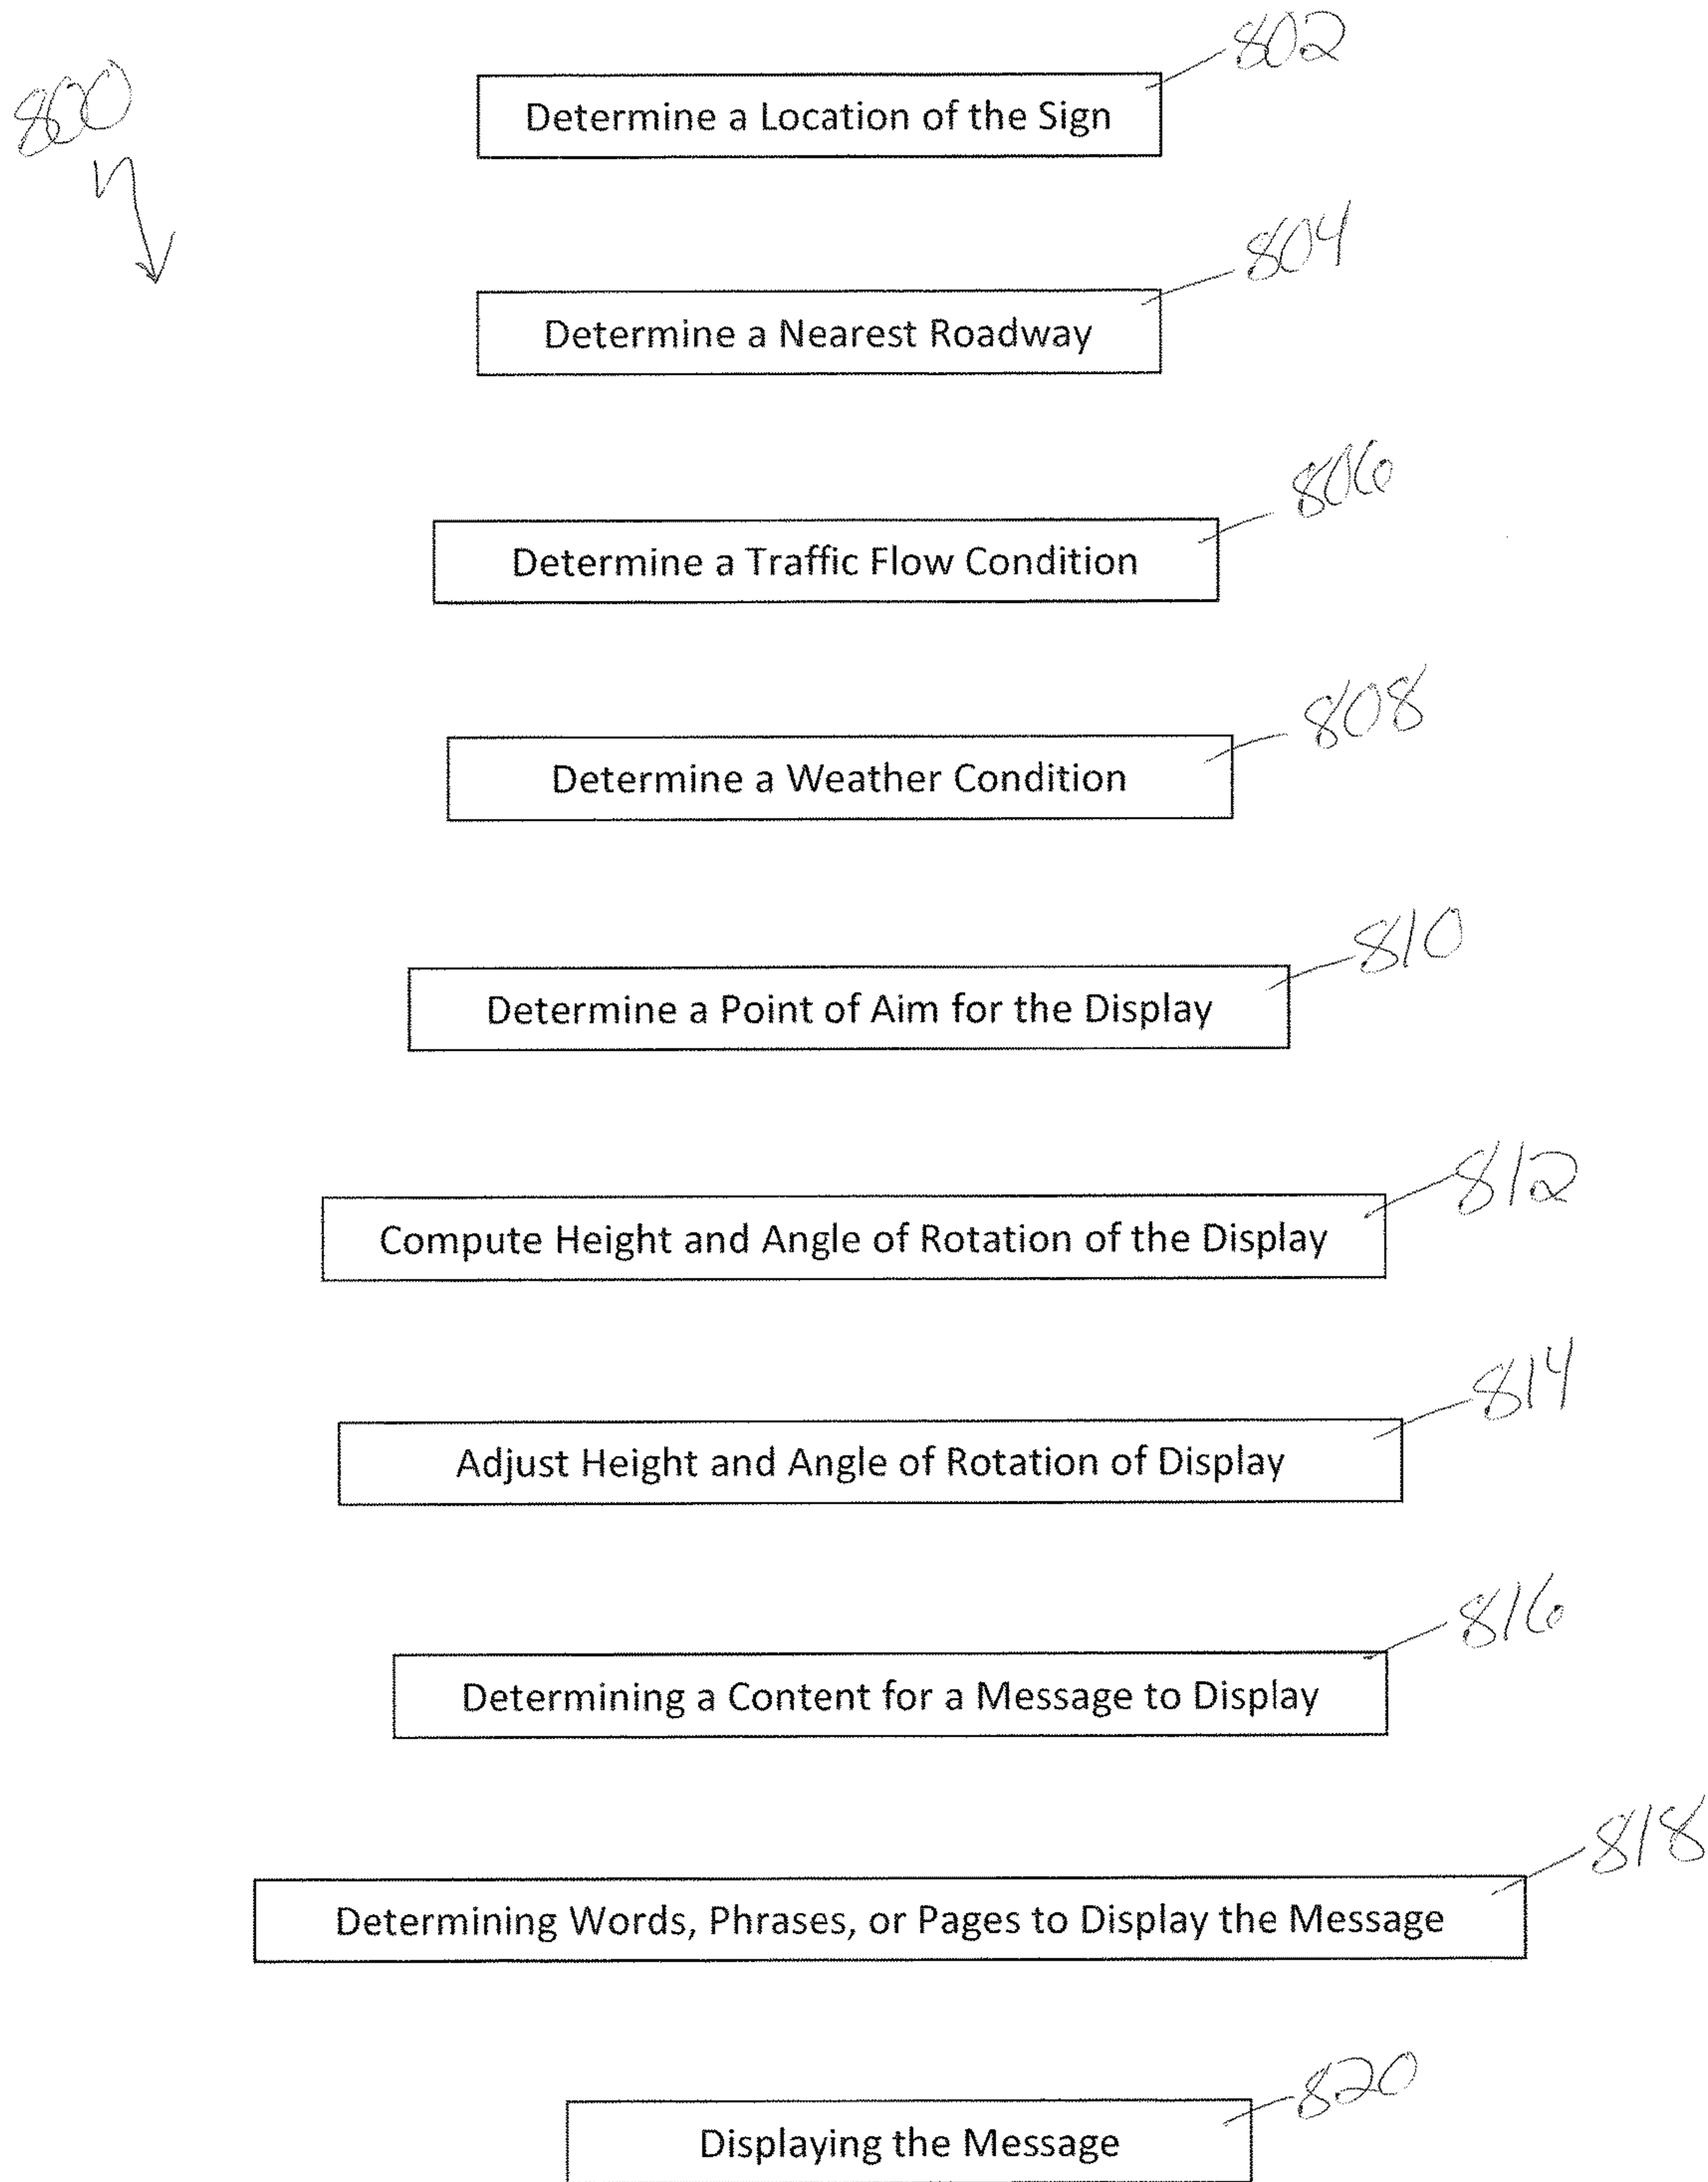 802
800
Determine a Location of the Sign
804
Determine a Nearest Roadway
806
Determine a Traffic Flow Condition
808
Determine a Weather Condition
810
Determine a Point of Aim for the Display
812
Compute Height and Angle of Rotation of the Display
814
Adjust Height and Angle of Rotation of Display
816
Determining a Content for a Message to Display
818
Determining Words, Phrases, or Pages to Display the Message
820
Displaying the Message